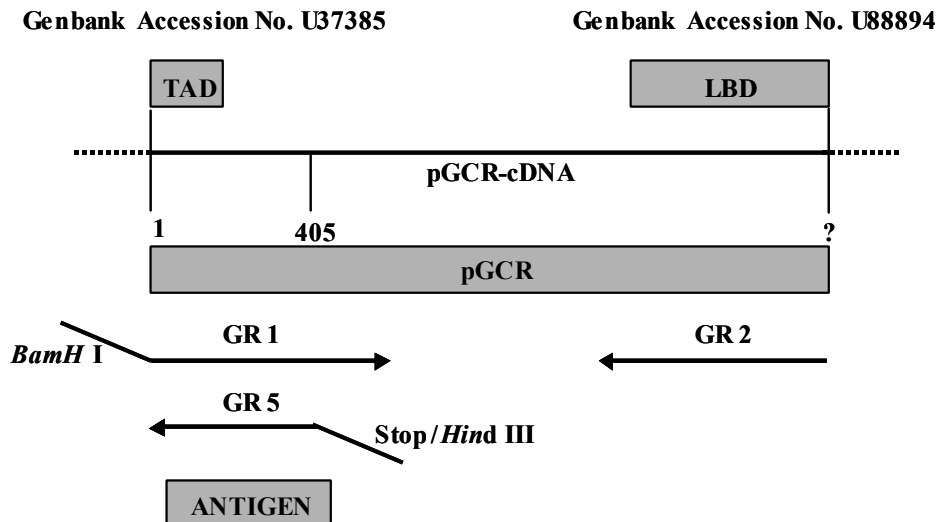 Genbank Accession No. U37385
Genbank Accession No. U88894
TAD
LBD
pGCR-cDNA
1
405
?
pGCR
GR 1
GR 2
BamH I
GR 5
Stop/Hind III
ANTIGEN